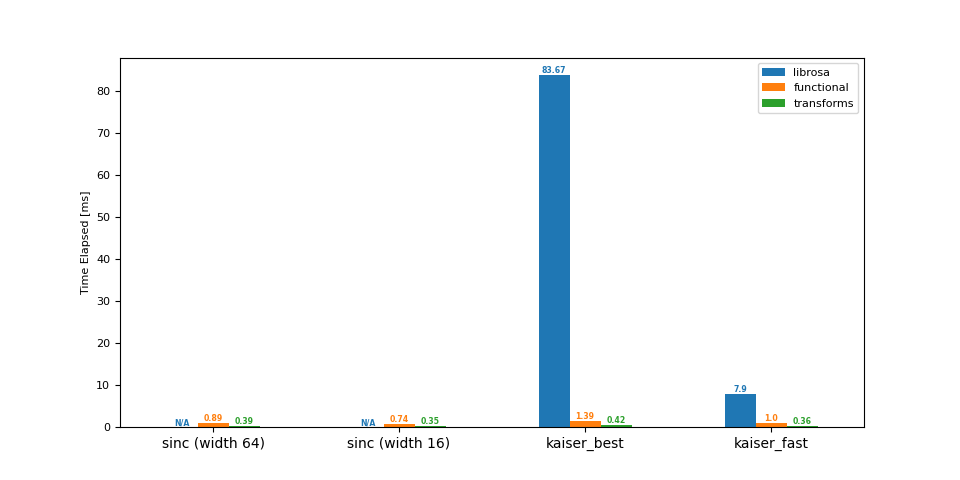 librosa
functional
transforms
Time Elapsed [ms]
80
70
60
50
40
30
20
10
0
N/A 0.89 0.39
N/A 0.74 0.35
83.67 1.39 0.42
7.9 1.0 0.36
sinc (width 64) sinc (width 16) kaiser_best kaiser_fast